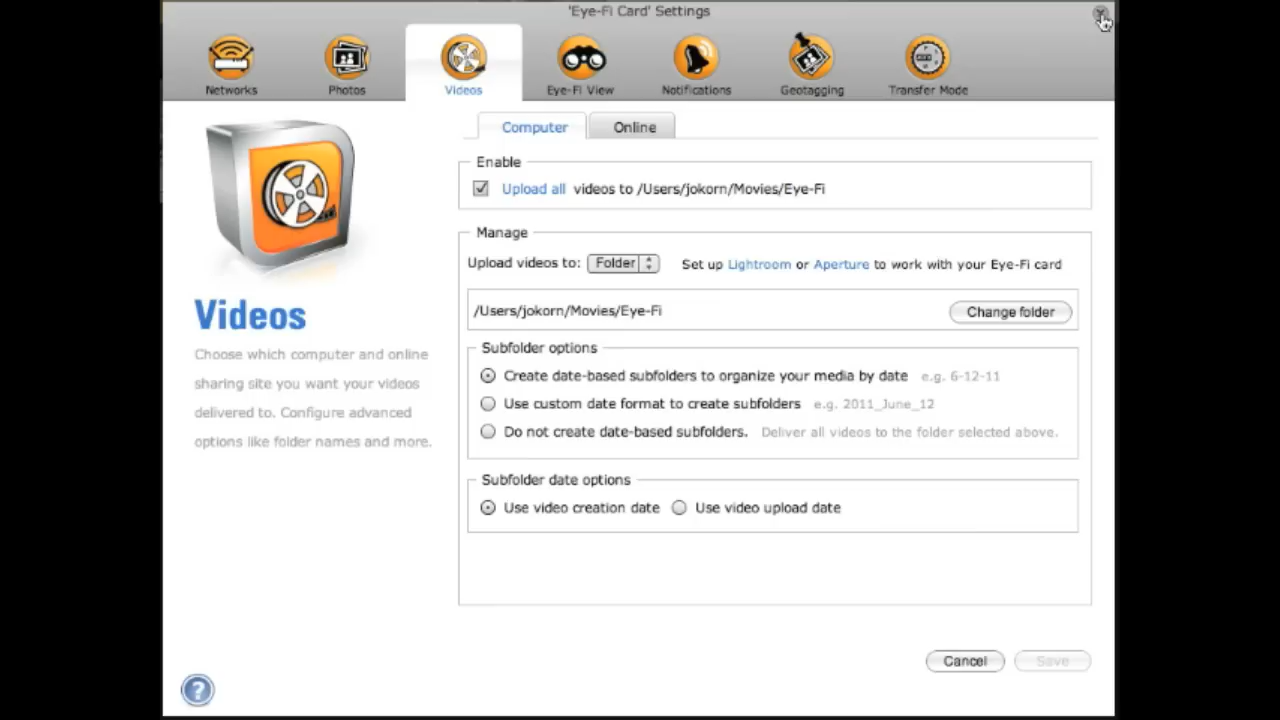 'Eye-Fi Card' Settings
Networks
Photos
Videos
Eye-Fi View
Notifications
Geotagging
Transfer Mode
Computer
Online
Enable
Upload all videos to /Users/jokorn/Movies/Eye-Fi
Manage
Upload videos to: Folder Set up Lightroom or Aperture to work with your Eye-Fi card
/Users/jokorn/Movies/Eye-Fi Change folder
Videos
Choose which computer and online
sharing site you want your videos
delivered to. Configure advanced
options like folder names and more.
Subfolder options
Create date-based subfolders to organize your media by date e.g. 6-12-11
Use custom date format to create subfolders e.g. 2011_June_12
Do not create date-based subfolders. Deliver all videos to the folder selected above.
Subfolder date options
Use video creation date Use video upload date
Cancel Save
?